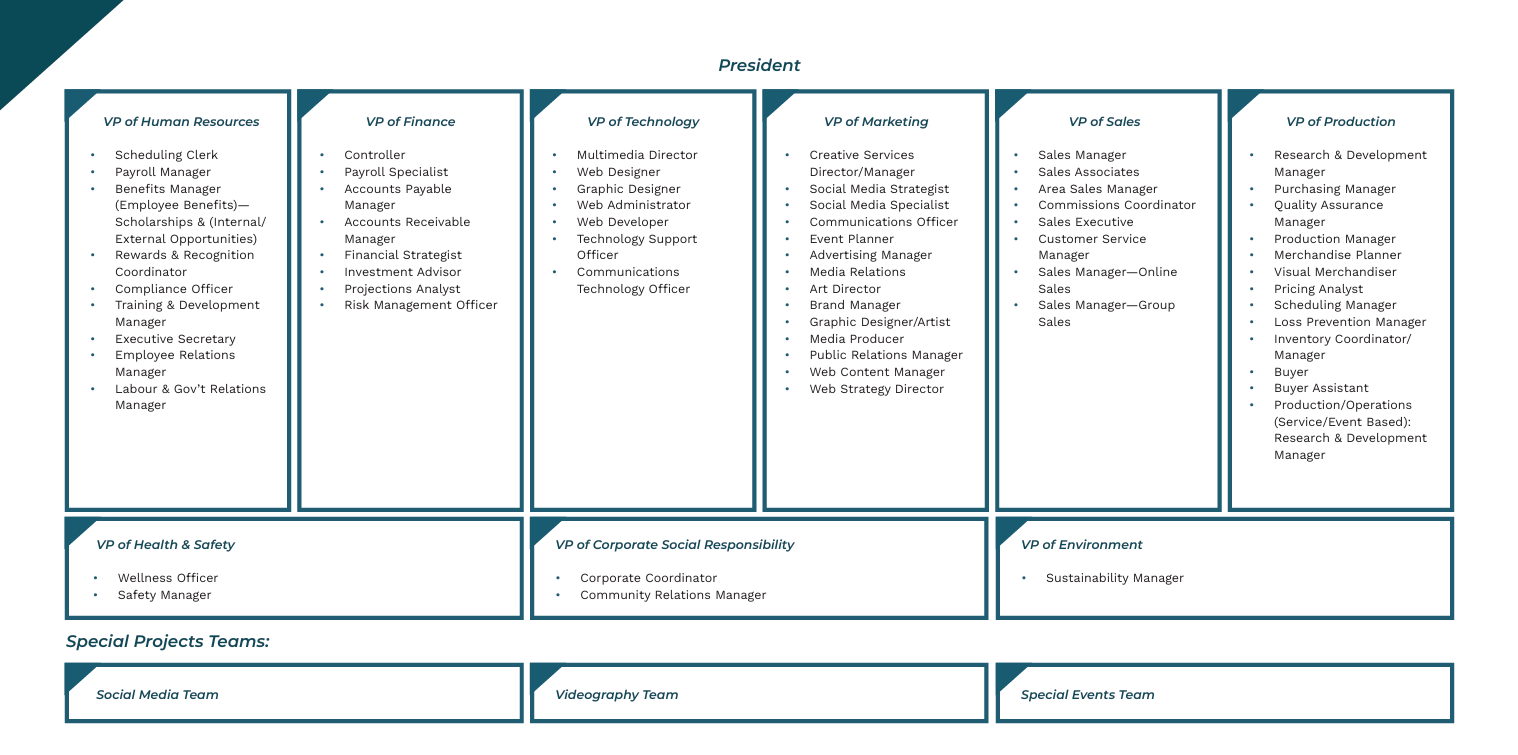 President
VP of Human Resources
• Scheduling Clerk
• Payroll Manager
• Benefits Manager
(Employee Benefits)—
Scholarships & (Internal/
External Opportunities)
• Rewards & Recognition
Coordinator
• Compliance Officer
• Training & Development
Manager
• Executive Secretary
• Employee Relations
Manager
• Labour & Gov’t Relations
Manager
VP of Finance
• Controller
• Payroll Specialist
• Accounts Payable
Manager
• Accounts Receivable
Manager
• Financial Strategist
• Investment Advisor
• Projections Analyst
• Risk Management Officer
VP of Technology
• Multimedia Director
• Web Designer
• Graphic Designer
• Web Administrator
• Web Developer
• Technology Support
Officer
• Communications
Technology Officer
VP of Marketing
• Creative Services
Director/Manager
• Social Media Strategist
• Social Media Specialist
• Communications Officer
• Event Planner
• Advertising Manager
• Media Relations
• Art Director
• Brand Manager
• Graphic Designer/Artist
• Media Producer
• Public Relations Manager
• Web Content Manager
• Web Strategy Director
VP of Sales
• Sales Manager
• Sales Associates
• Area Sales Manager
• Commissions Coordinator
• Sales Executive
• Customer Service
Manager
• Sales Manager—Online
Sales
• Sales Manager—Group
Sales
VP of Production
• Research & Development
Manager
• Purchasing Manager
• Quality Assurance
Manager
• Production Manager
• Merchandise Planner
• Visual Merchandiser
• Pricing Analyst
• Scheduling Manager
• Loss Prevention Manager
• Inventory Coordinator/
Manager
• Buyer
• Buyer Assistant
• Production/Operations
(Service/Event Based):
Research & Development
Manager
VP of Health & Safety
• Wellness Officer
• Safety Manager
VP of Corporate Social Responsibility
• Corporate Coordinator
• Community Relations Manager
VP of Environment
• Sustainability Manager
Special Projects Teams:
Social Media Team
Videography Team
Special Events Team